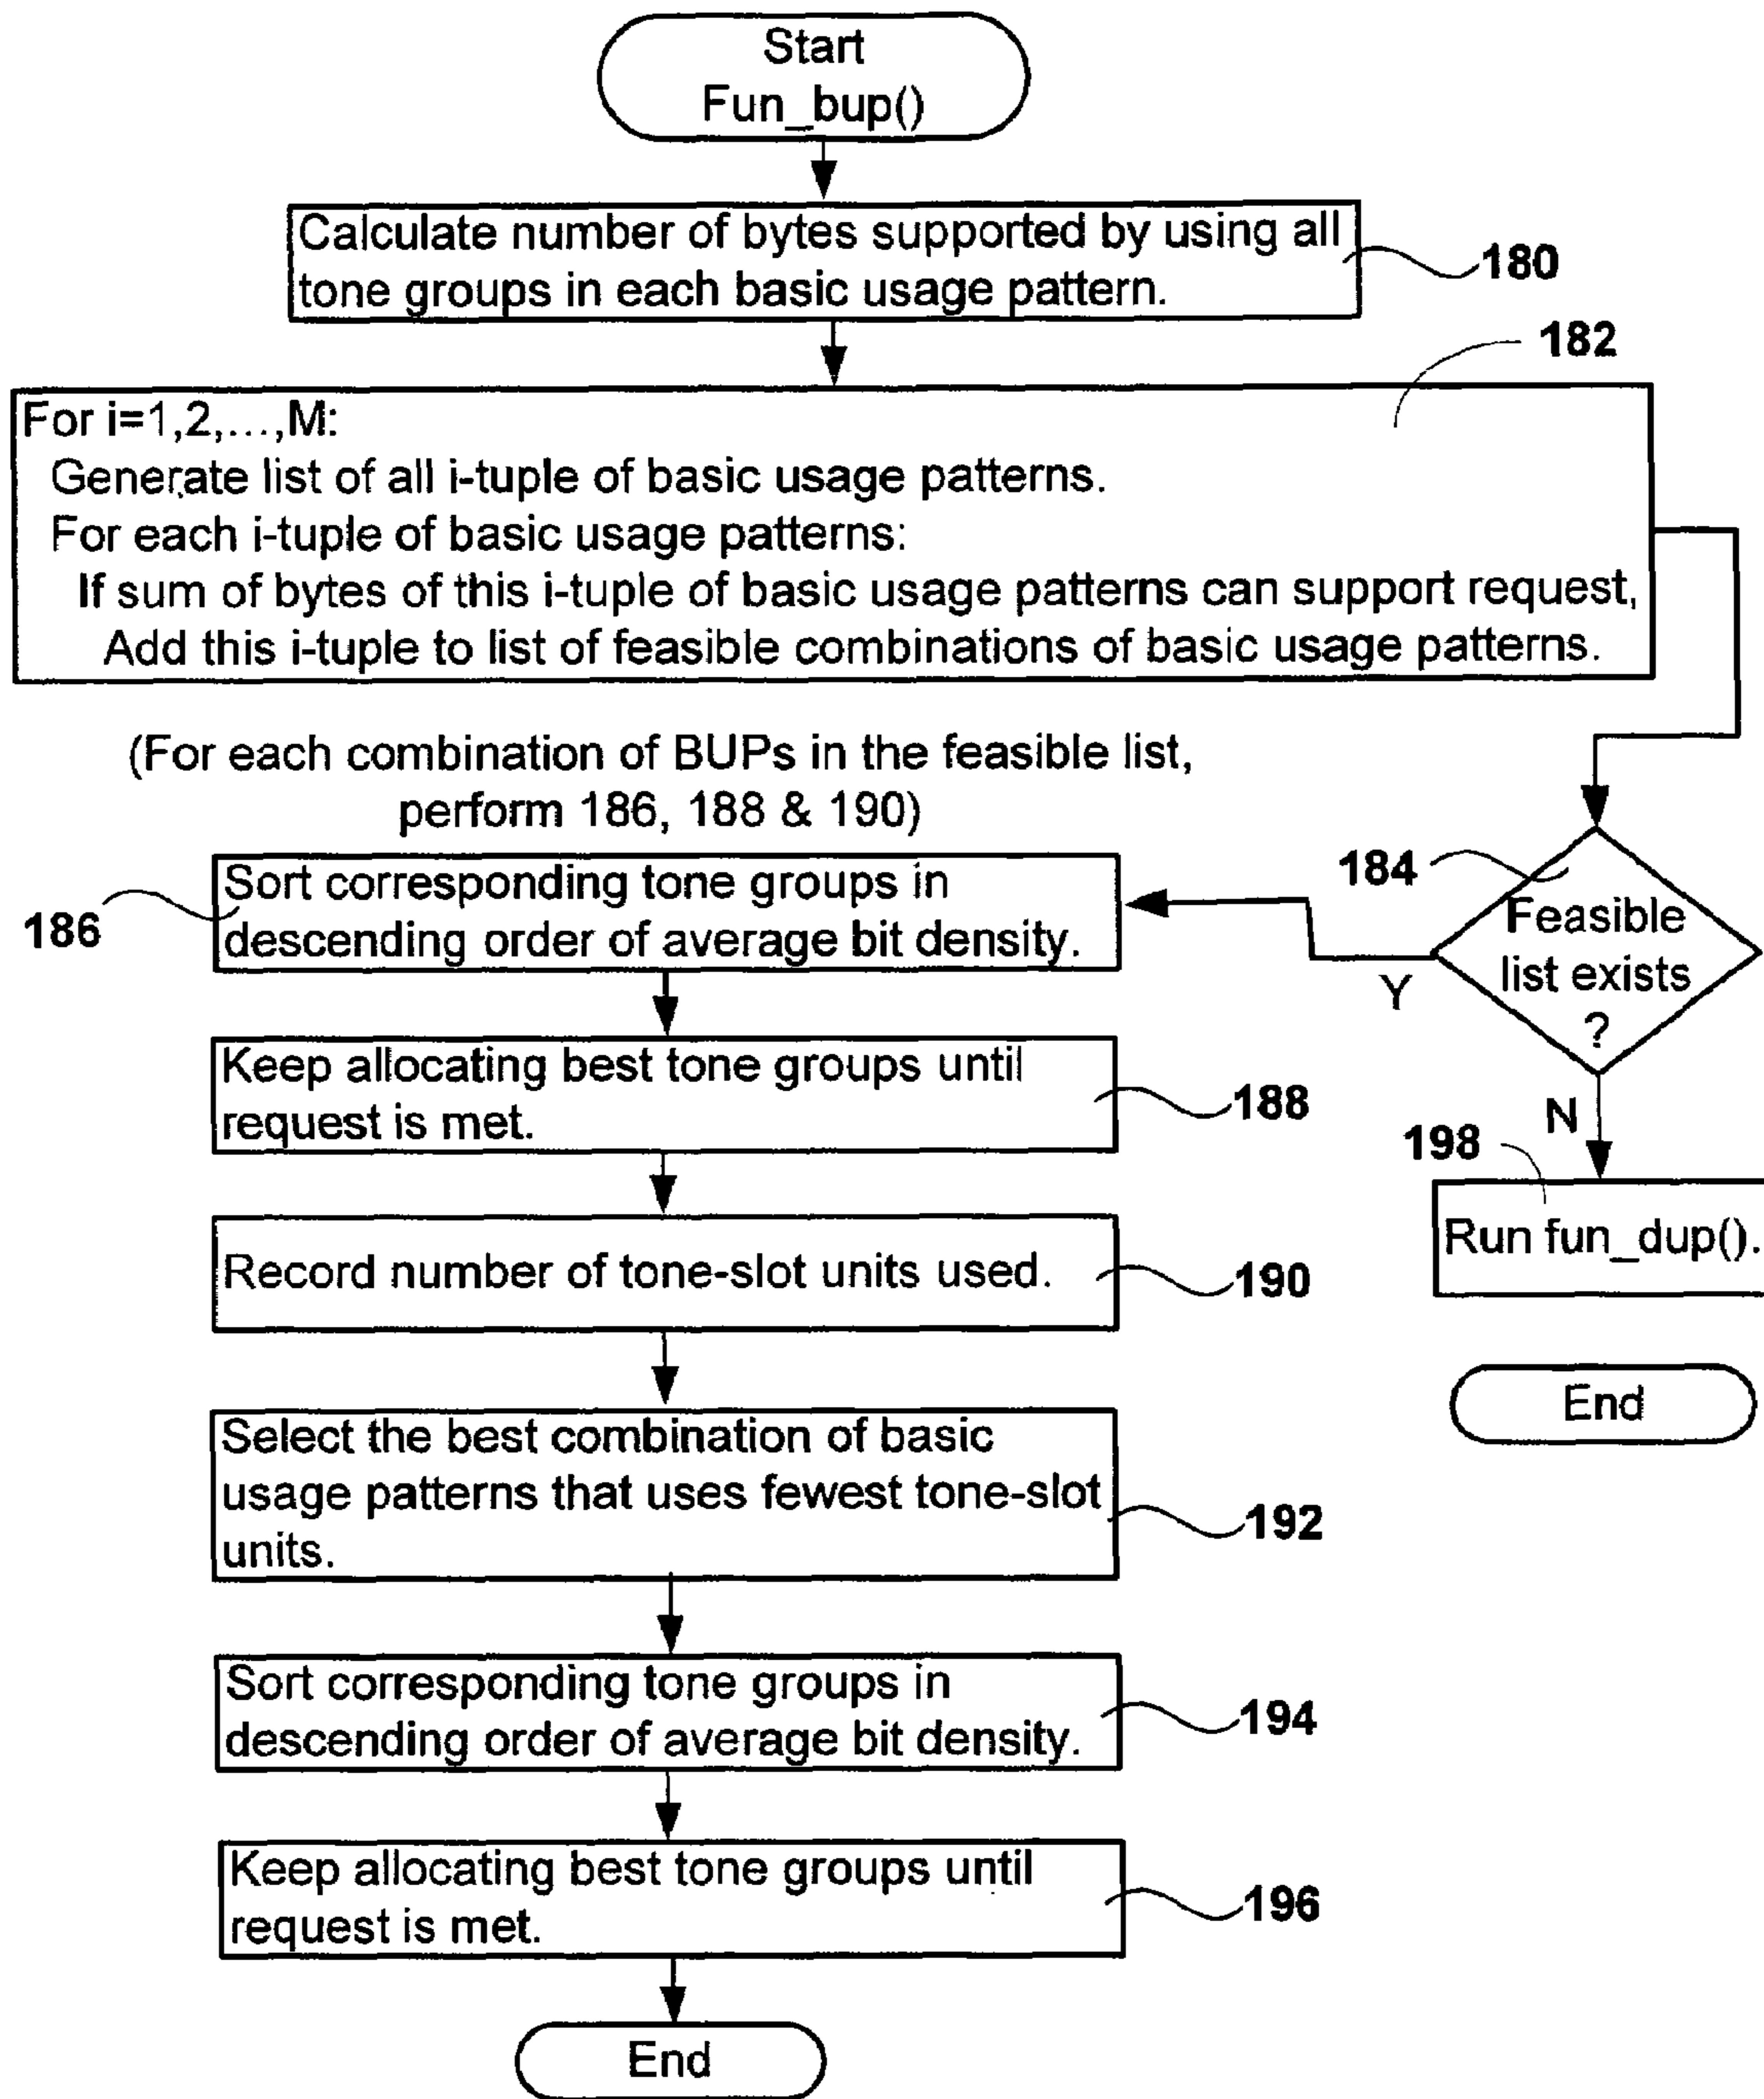 Start
Fun_bup()
Calculate number of bytes supported by using all
tone groups in each basic usage pattern.
180
182
For i=1,2,...,M:
Generate list of all i-tuple of basic usage patterns.
For each i-tuple of basic usage patterns:
If sum of bytes of this i-tuple of basic usage patterns can support request,
Add this i-tuple to list of feasible combinations of basic usage patterns.
(For each combination of BUPs in the feasible list,
perform 186, 188 & 190)
184
Feasible
list exists
?
Y
N
198
Run fun_dup().
End
186
Sort corresponding tone groups in
descending order of average bit density.
Keep allocating best tone groups until
request is met.
188
Record number of tone-slot units used.
190
Select the best combination of basic
usage patterns that uses fewest tone-slot
units.
192
Sort corresponding tone groups in
descending order of average bit density.
194
Keep allocating best tone groups until
request is met.
196
End